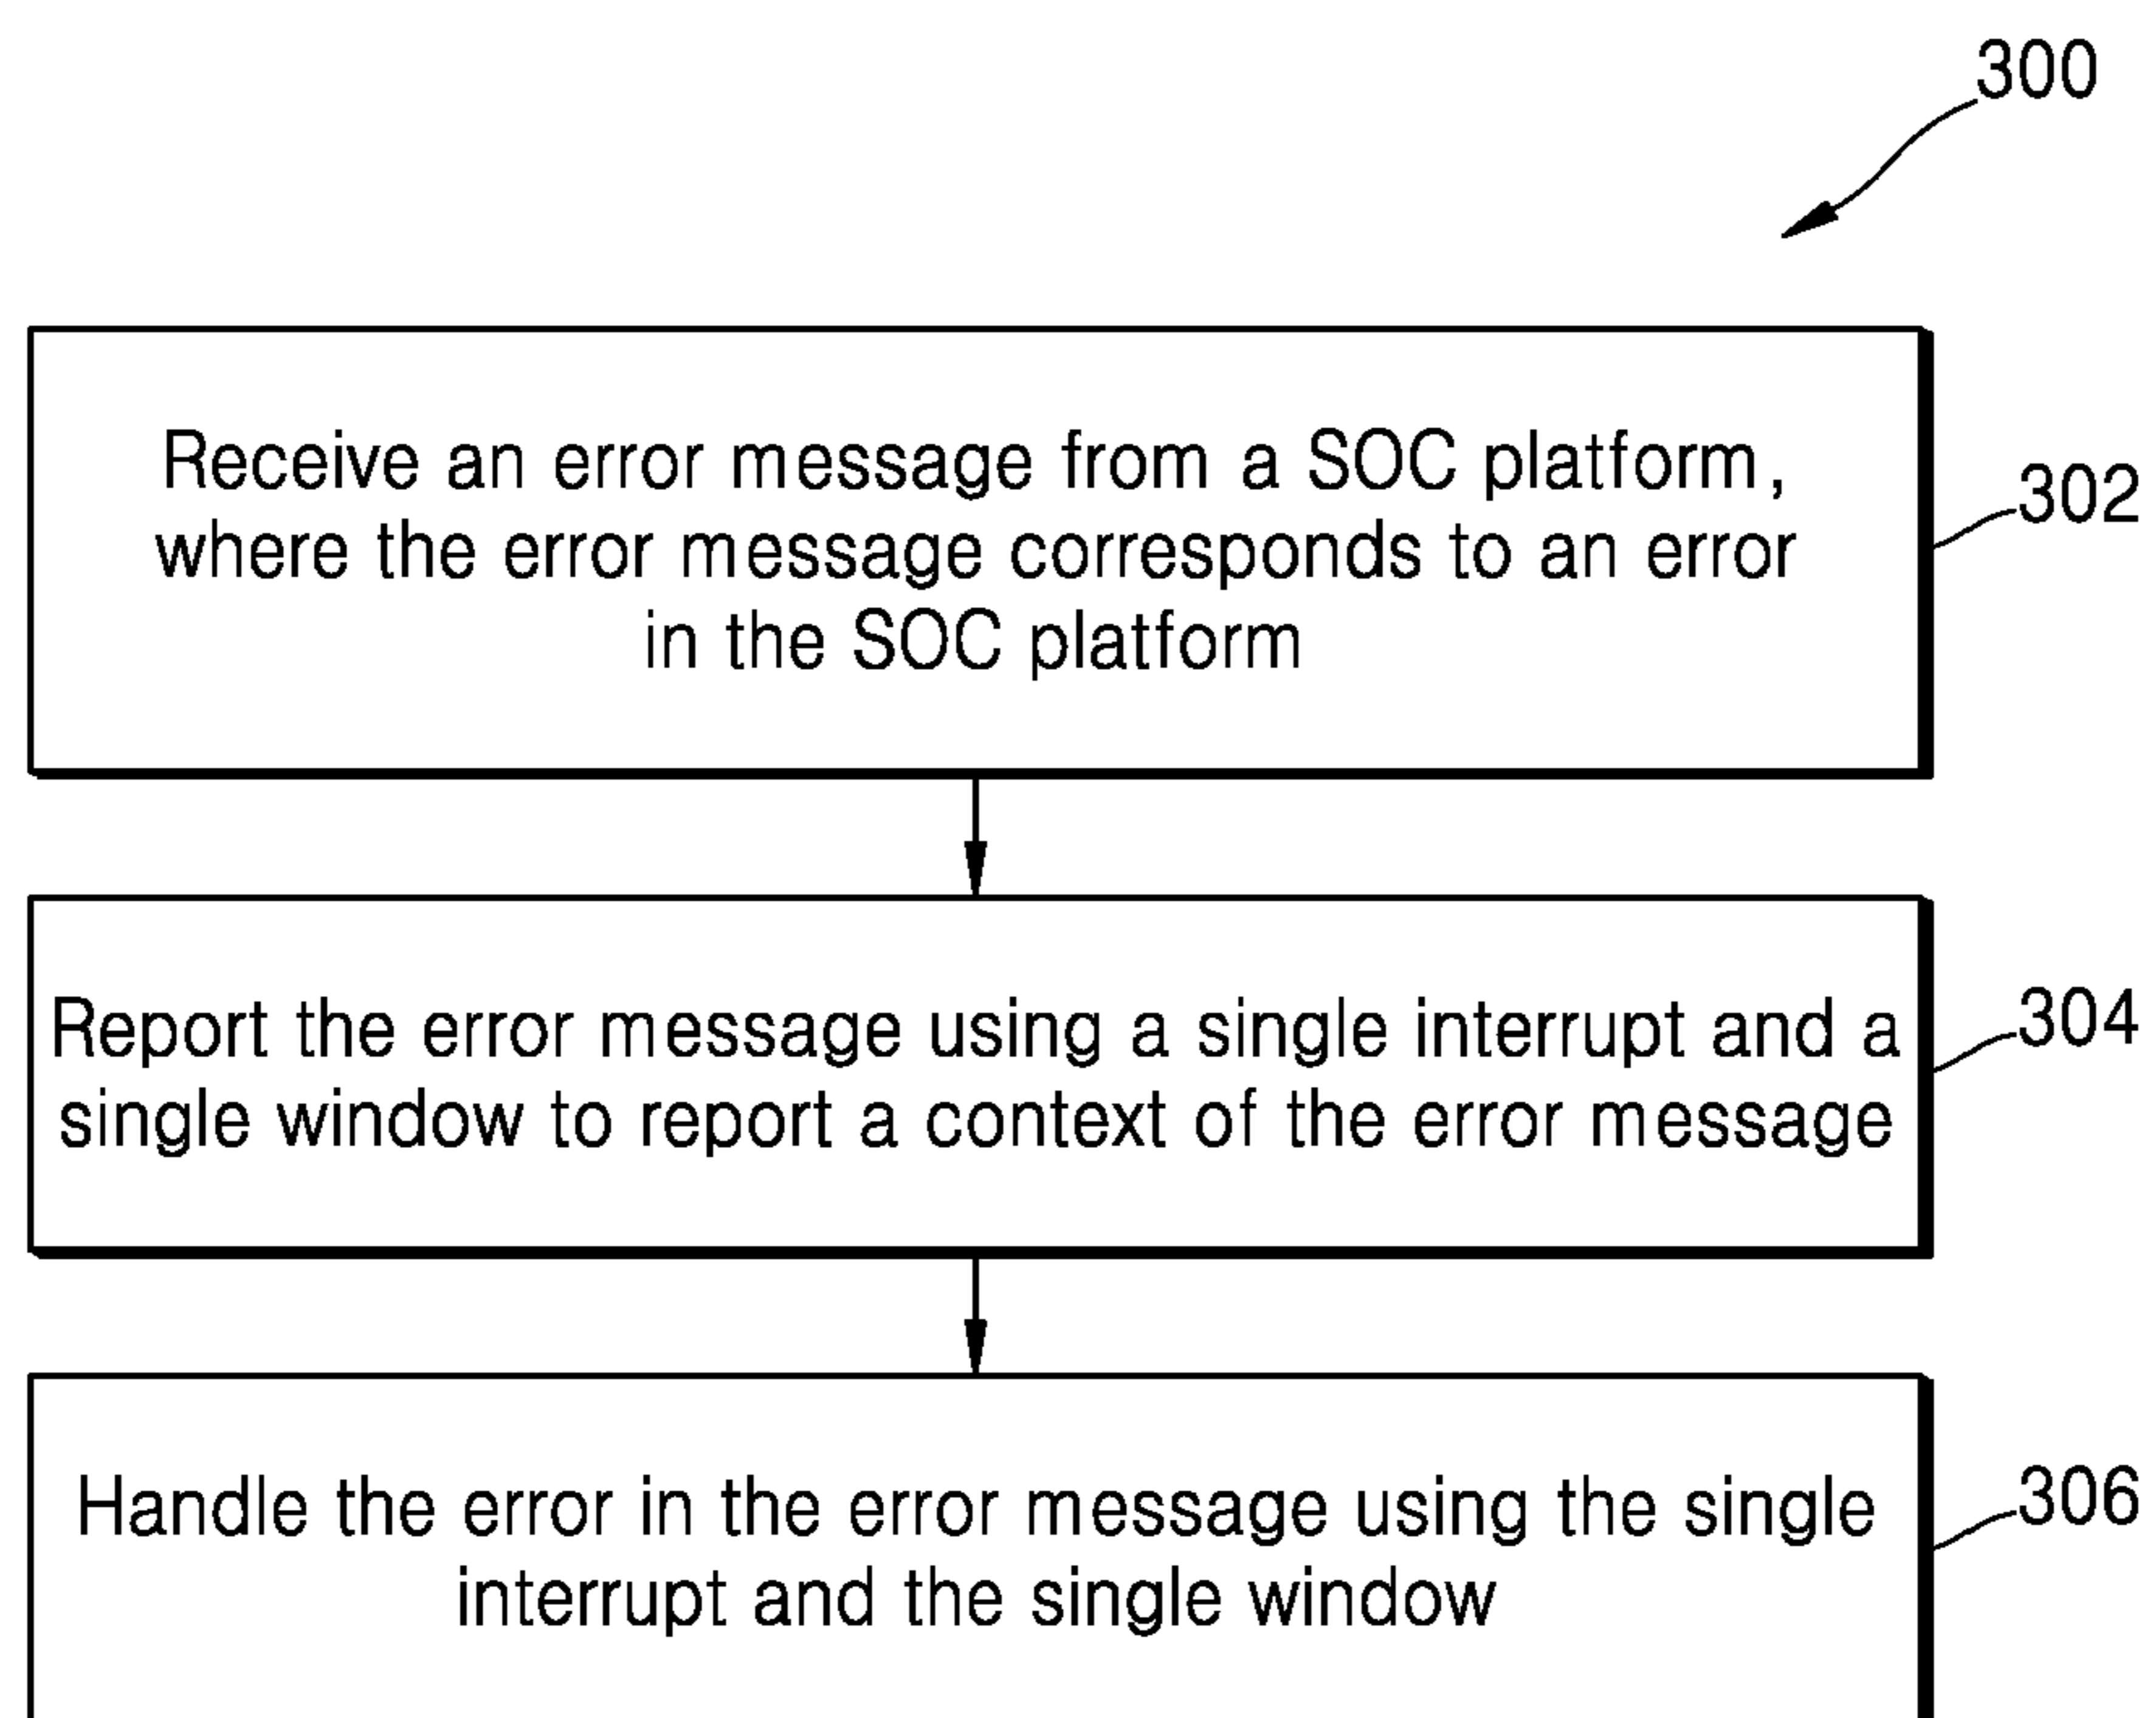 300
Receive an error message from a SOC platform,
where the error message corresponds to an error
in the SOC platform
302
Report the error message using a single interrupt and a
single window to report a context of the error message
304
Handle the error in the error message using the single
interrupt and the single window
306